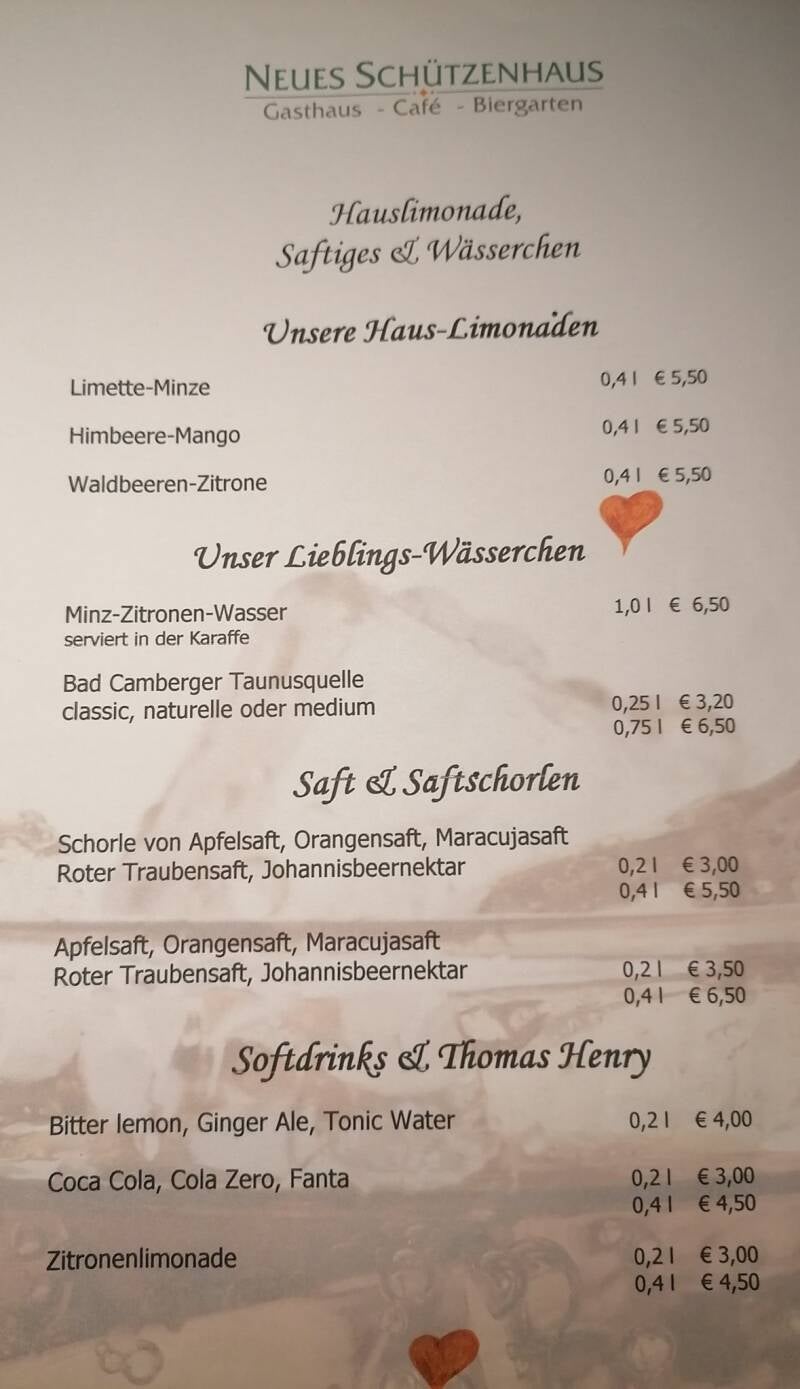 NEUES SCHÜTZENHAUS
Gasthaus - Café - Biergarten
Hauslimonade,
Saftiges & Wässerchen
Unsere Haus-Limonaden
Limette-Minze 0,4 l € 5,50
Himbeere-Mango 0,4 l € 5,50
Waldbeeren-Zitrone 0,4 l € 5,50
Unser Lieblings-Wässerchen
Minz-Zitronen-Wasser 1,0 l € 6,50
serviert in der Karaffe
Bad Camberger Taunusquelle
classic, naturelle oder medium 0,25 l € 3,20
0,75 l € 6,50
Saft & Saftschorlen
Schorle von Apfelsaft, Orangensaft, Maracujasaft
Roter Traubensaft, Johannisbeernektar 0,2 l € 3,00
0,4 l € 5,50
Apfelsaft, Orangensaft, Maracujasaft
Roter Traubensaft, Johannisbeernektar 0,2 l € 3,50
0,4 l € 6,50
Softdrinks & Thomas Henry
Bitter lemon, Ginger Ale, Tonic Water 0,2 l € 4,00
Coca Cola, Cola Zero, Fanta 0,2 l € 3,00
0,4 l € 4,50
Zitronenlimonade 0,2 l € 3,00
0,4 l € 4,50